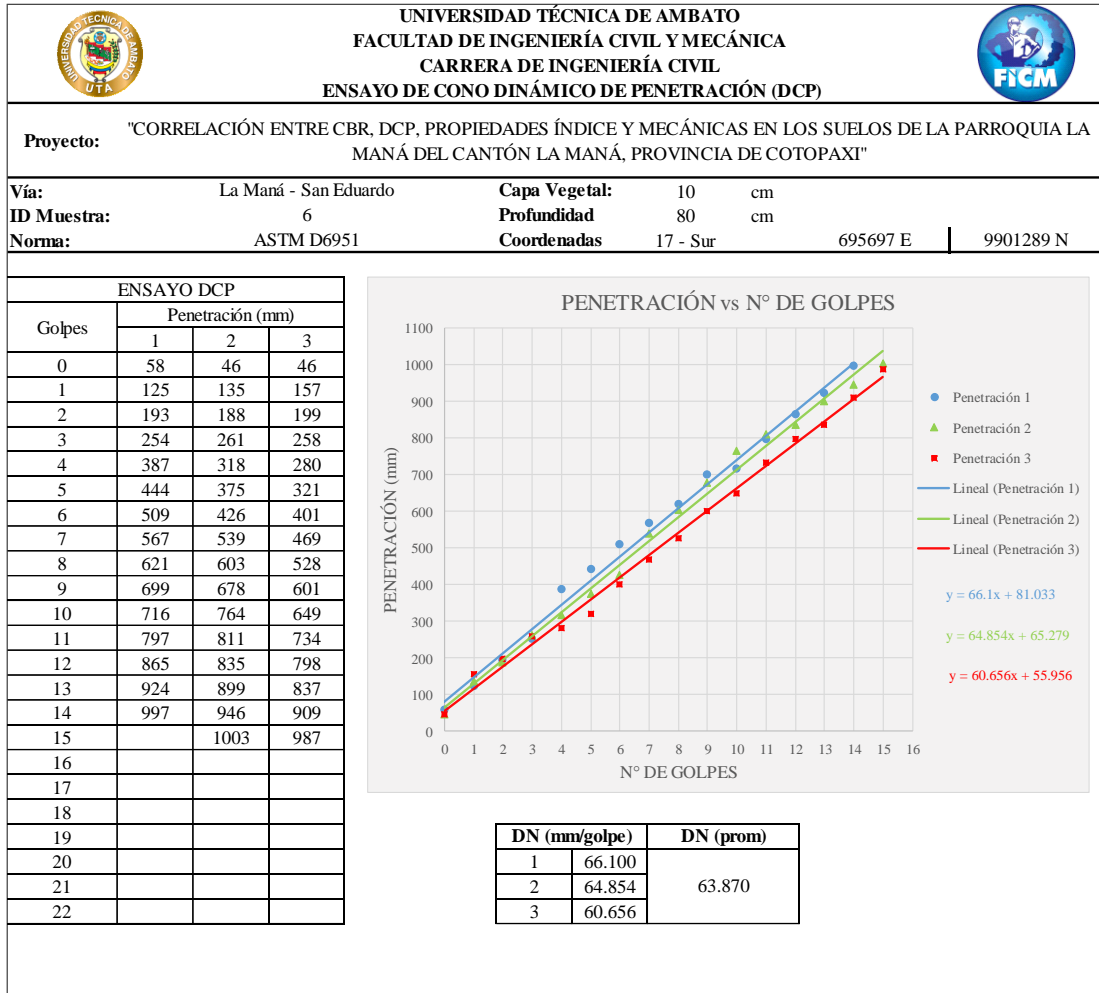 UNIVERSIDAD TÉCNICA DE AMBATO
FACULTAD DE INGENIERÍA CIVIL Y MECÁNICA
CARRERA DE INGENIERÍA CIVIL
ENSAYO DE CONO DINÁMICO DE PENETRACIÓN (DCP)
UNIVERSIDAD TECNICA DE AMBATO
UTA
FICM
Proyecto: "CORRELACIÓN ENTRE CBR, DCP, PROPIEDADES ÍNDICE Y MECÁNICAS EN LOS SUELOS DE LA PARROQUIA LA
MANÁ DEL CANTÓN LA MANÁ, PROVINCIA DE COTOPAXI"
Vía: La Maná - San Eduardo Capa Vegetal: 10 cm
ID Muestra: 6 Profundidad 80 cm
Norma: ASTM D6951 Coordenadas 17 - Sur 695697 E 9901289 N
ENSAYO DCP
Golpes Penetración (mm)
1 2 3
0 58 46 46
1 125 135 157
2 193 188 199
3 254 261 258
4 387 318 280
5 444 375 321
6 509 426 401
7 567 539 469
8 621 603 528
9 699 678 601
10 716 764 649
11 797 811 734
12 865 835 798
13 924 899 837
14 997 946 909
15 1003 987
16
17
18
19
20
21
22
PENETRACIÓN vs N° DE GOLPES
PENETRACIÓN (mm)
1100
1000
900
800
700
600
500
400
300
200
100
0
0 1 2 3 4 5 6 7 8 9 10 11 12 13 14 15 16
N° DE GOLPES
Penetración 1
Penetración 2
Penetración 3
Lineal (Penetración 1)
Lineal (Penetración 2)
Lineal (Penetración 3)
y = 66.1x + 81.033
y = 64.854x + 65.279
y = 60.656x + 55.956
DN (mm/golpe) DN (prom)
1 66.100
2 64.854 63.870
3 60.656